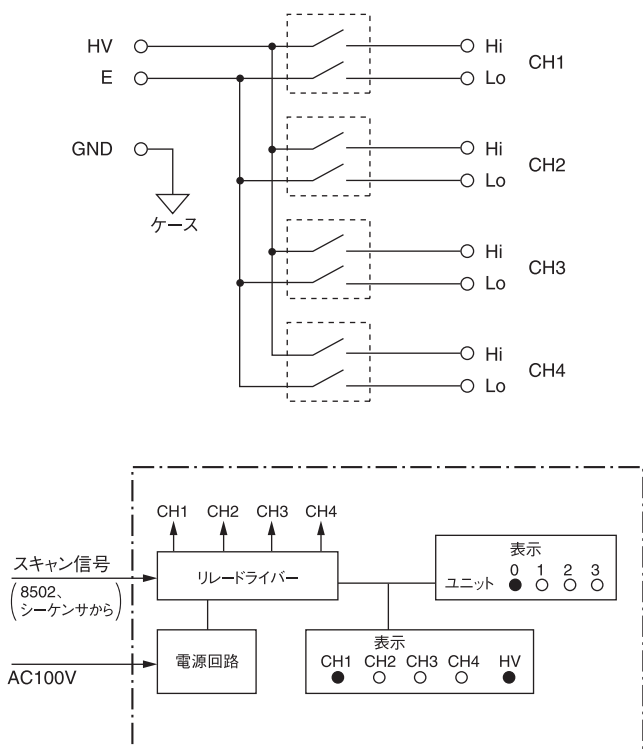 HV
E
GND
ケース
Hi
Lo
CH1
Hi
Lo
CH2
Hi
Lo
CH3
Hi
Lo
CH4
CH1 CH2 CH3 CH4
スキャン信号
(8502、
シーケンサから)
リレードライバー
表示
ユニット 0 1 2 3
AC100V
電源回路
表示
CH1 CH2 CH3 CH4 HV